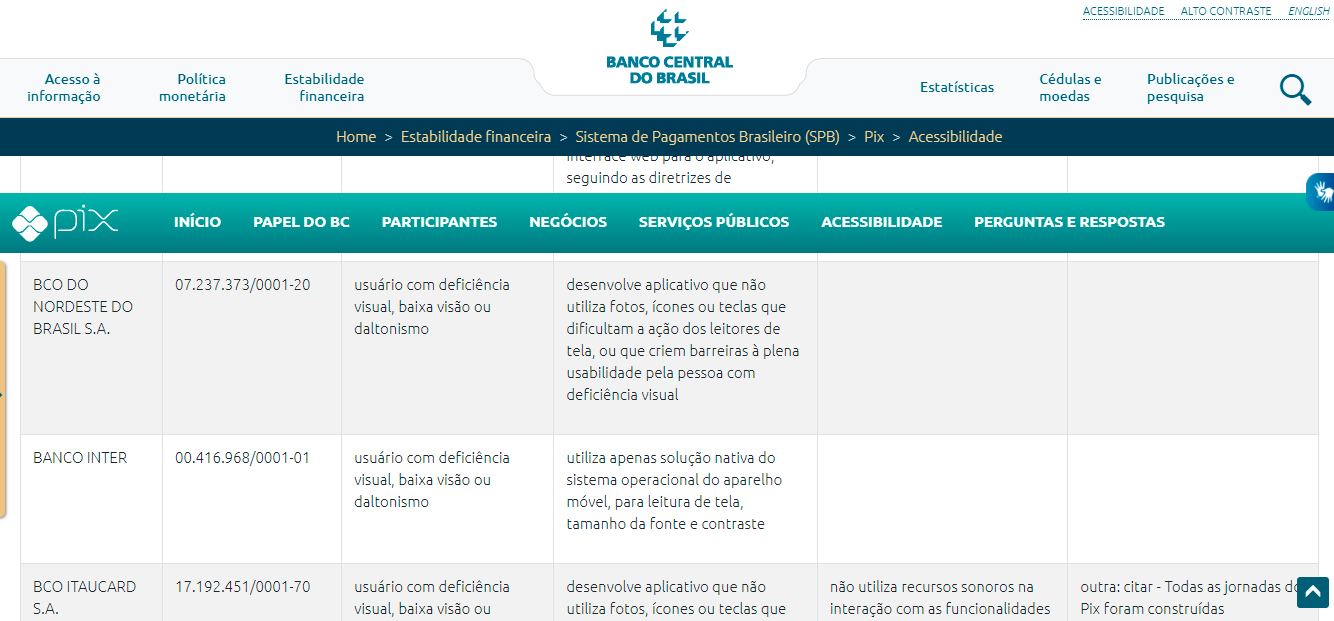 ACESSIBILIDADE ALTO CONTRASTE ENGLISH
BANCO CENTRAL
DO BRASIL
Acesso à
informação
Política
monetária
Estabilidade
financeira
Estatísticas
Cédulas e
moedas
Publicações e
pesquisa
Home > Estabilidade financeira > Sistema de Pagamentos Brasileiro (SPB) > Pix > Acessibilidade
interface web para o aplicativo,
seguindo as diretrizes de
pix INÍCIO PAPEL DO BC PARTICIPANTES NEGÓCIOS SERVIÇOS PÚBLICOS ACESSIBILIDADE PERGUNTAS E RESPOSTAS
BCO DO
NORDESTE DO
BRASIL S.A.
07.237.373/0001-20
usuário com deficiência
visual, baixa visão ou
daltonismo
desenvolve aplicativo que não
utiliza fotos, ícones ou teclas que
dificultam a ação dos leitores de
tela, ou que criem barreiras à plena
usabilidade pela pessoa com
deficiência visual
BANCO INTER
00.416.968/0001-01
usuário com deficiência
visual, baixa visão ou
daltonismo
utiliza apenas solução nativa do
sistema operacional do aparelho
móvel, para leitura de tela,
tamanho da fonte e contraste
BCO ITAUCARD
S.A.
17.192.451/0001-70
usuário com deficiência
visual, baixa visão ou
desenvolve aplicativo que não
utiliza fotos, ícones ou teclas que
não utiliza recursos sonoros na
interação com as funcionalidades
outra: citar - Todas as jornadas do
Pix foram construídas